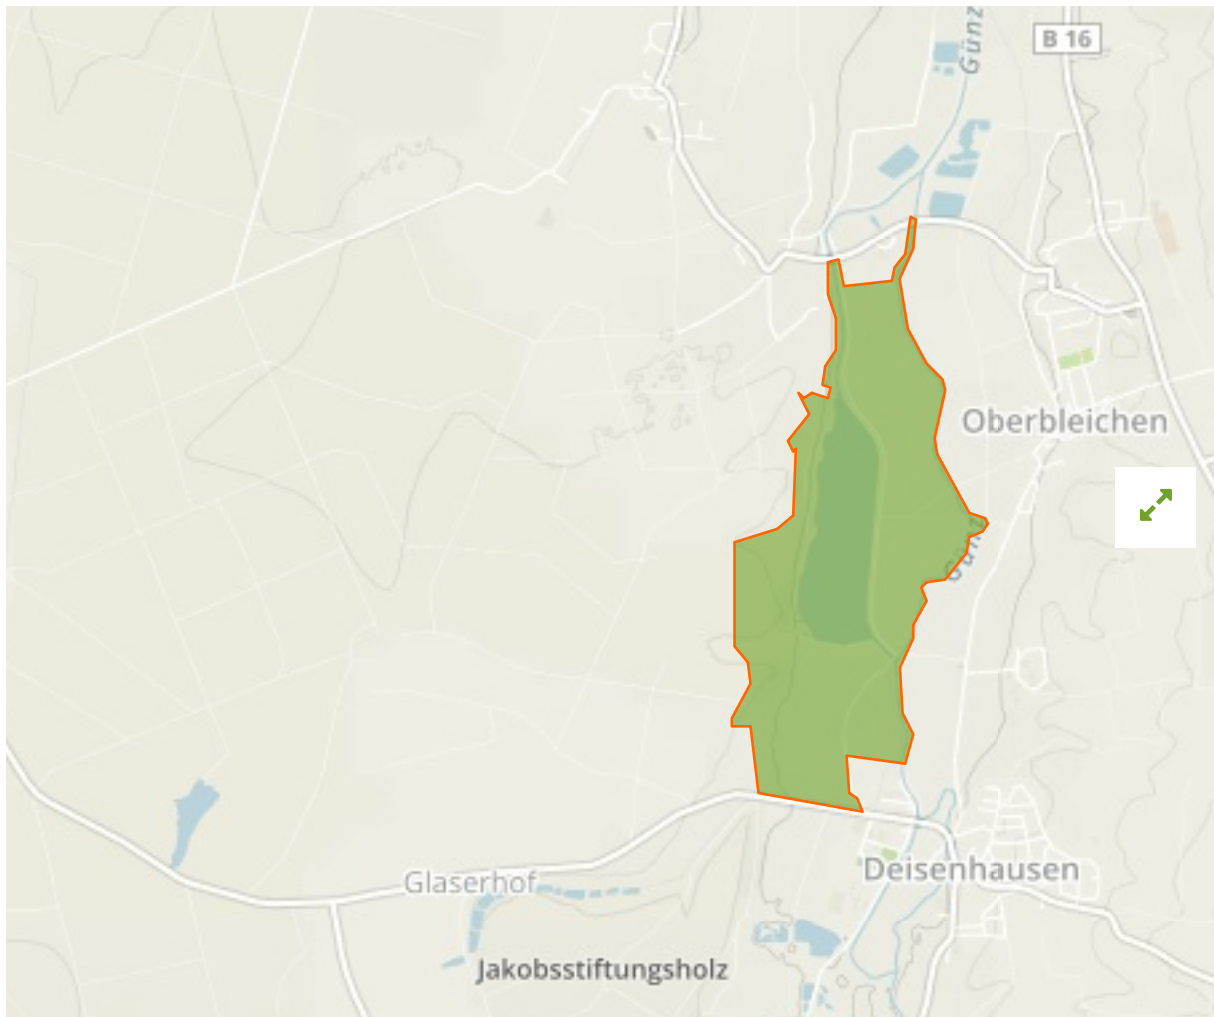 Günz
B 16
Oberbleichen
Günz
Deisenhausen
Glaserhof
Jakobsstiftungsholz